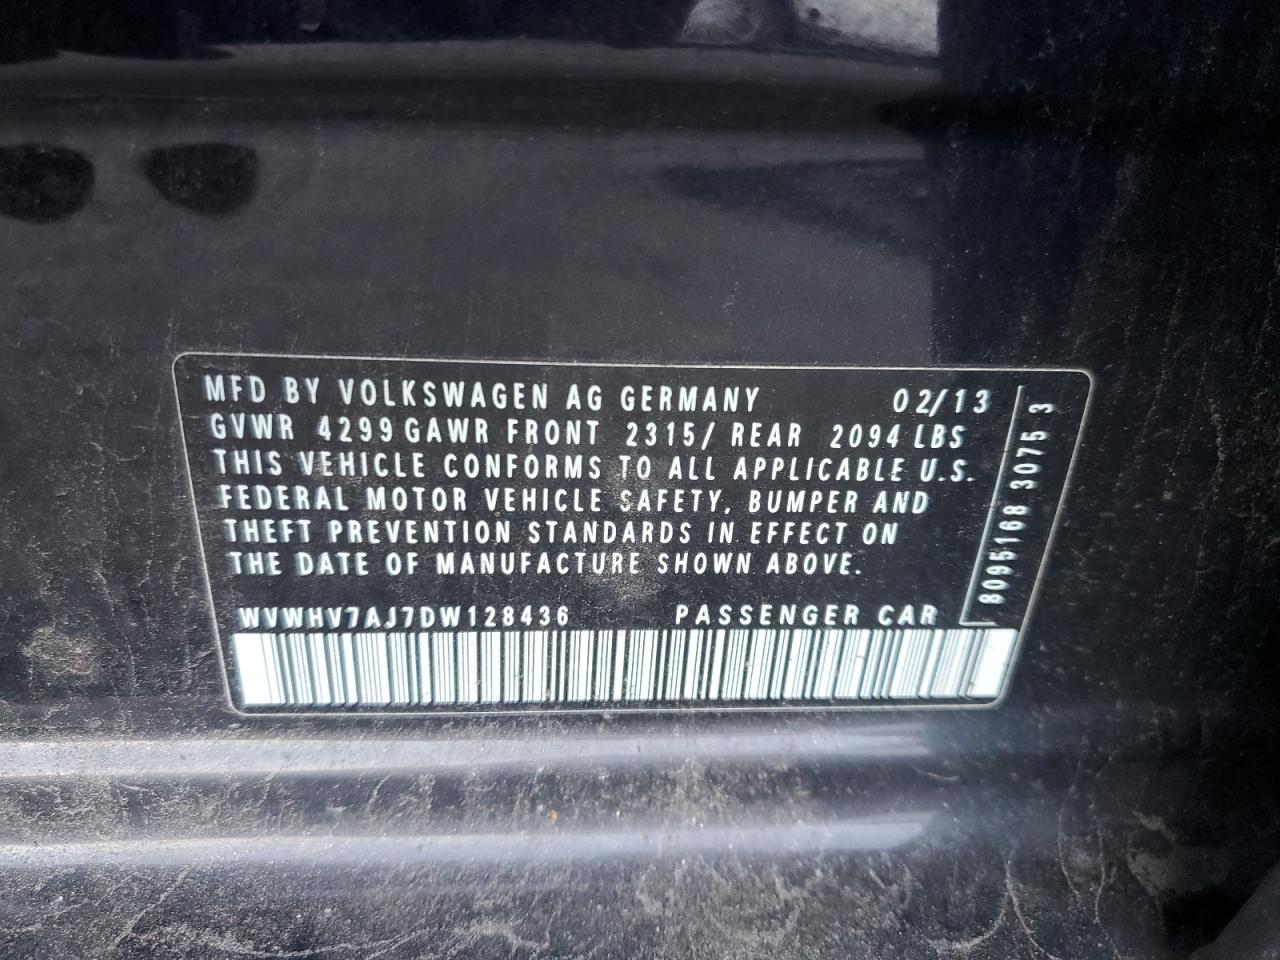 MFD BY VOLKSWAGEN AG GERMANY 02/13
GVWR 4299 GAWR FRONT 2315/ REAR 2094 LBS
THIS VEHICLE CONFORMS TO ALL APPLICABLE U.S.
FEDERAL MOTOR VEHICLE SAFETY, BUMPER AND
THEFT PREVENTION STANDARDS IN EFFECT ON
THE DATE OF MANUFACTURE SHOWN ABOVE.
WVWHV7AJ7DW128436 PASSENGER CAR
8095168 3075 3